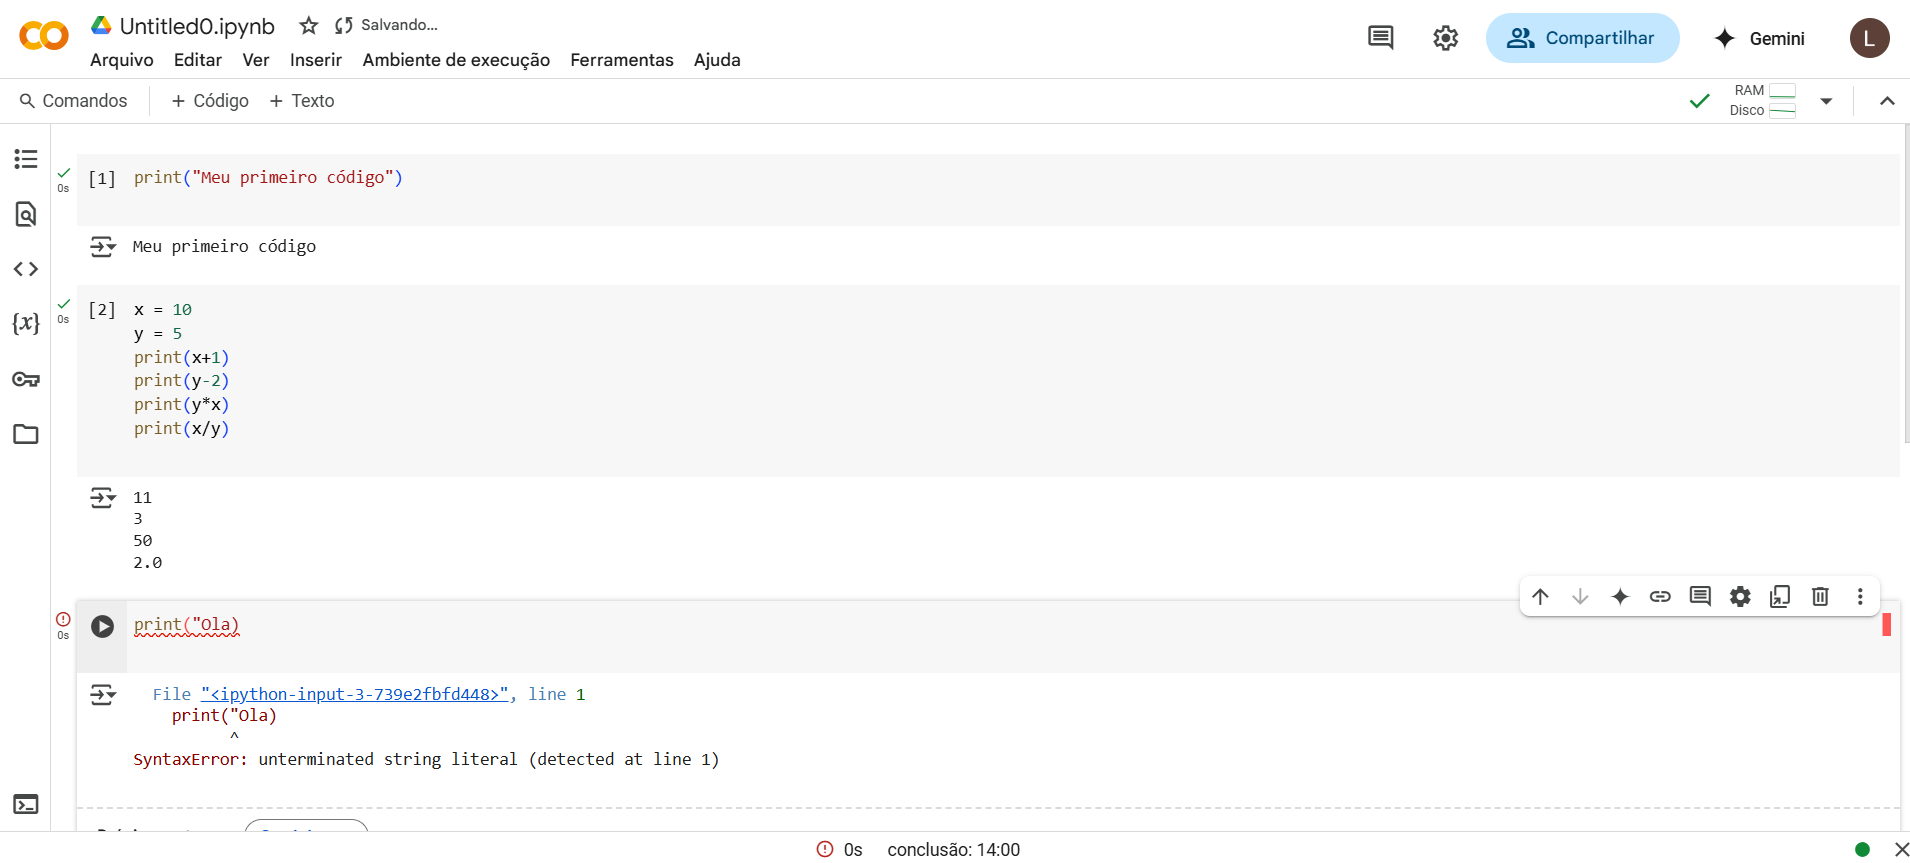 Untitled0.ipynb Salvando...
Arquivo Editar Ver Inserir Ambiente de execução Ferramentas Ajuda
Compartilhar
Gemini
L
Comandos + Código + Texto
RAM
Disco
0s
[1] print("Meu primeiro código")
Meu primeiro código
0s
[2] x = 10
y = 5
print(x+1)
print(y-2)
print(y*x)
print(x/y)
11
3
50
2.0
0s
print("Ola)
File "<ipython-input-3-739e2fbfd448>", line 1
print("Ola)
^
SyntaxError: unterminated string literal (detected at line 1)
0s conclusão: 14:00